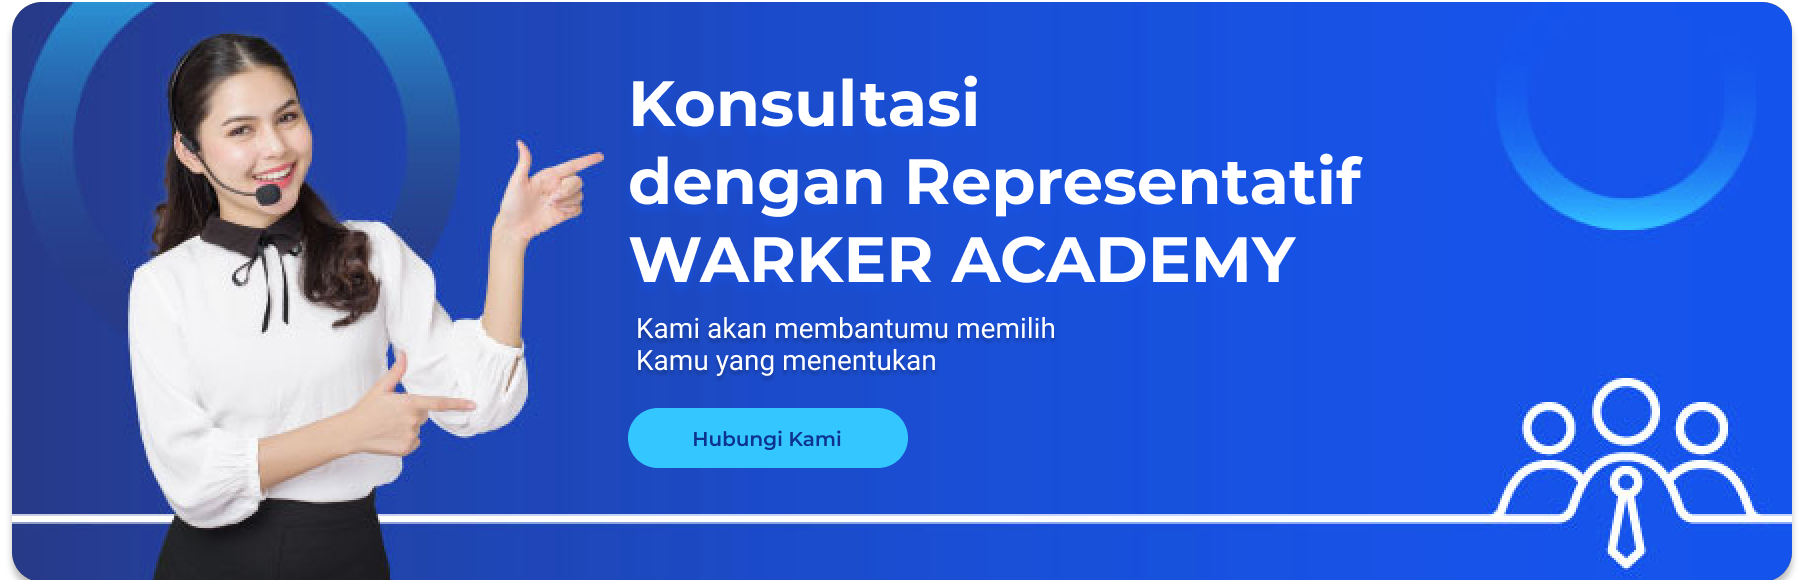 Konsultasi
dengan Representatif
WARKER ACADEMY
Kami akan membantumu memilih
Kamu yang menentukan
Hubungi Kami